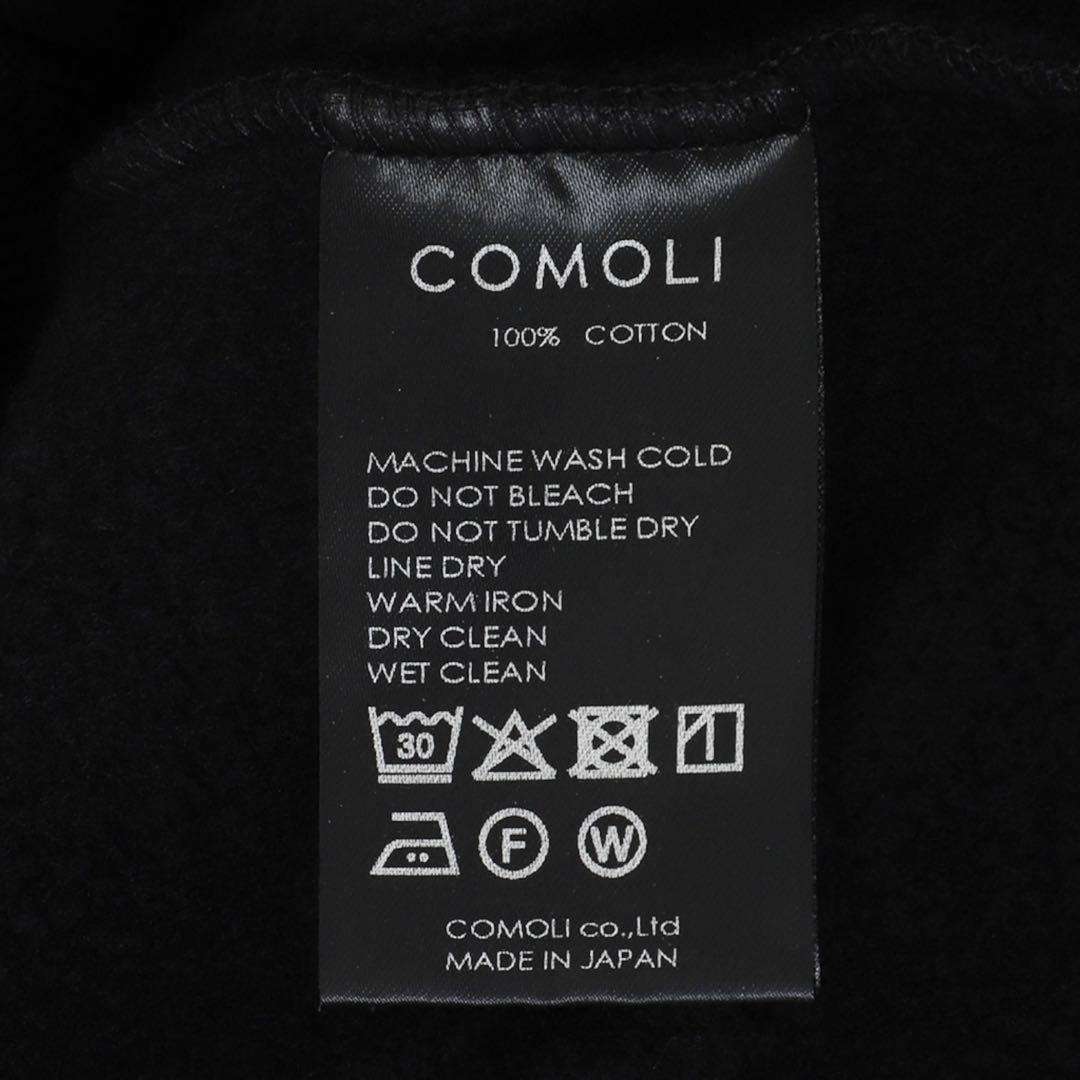 COMOLI
100% COTTON
MACHINE WASH COLD
DO NOT BLEACH
DO NOT TUMBLE DRY
LINE DRY
WARM IRON
DRY CLEAN
WET CLEAN
30
F W
COMOLI co.,Ltd
MADE IN JAPAN